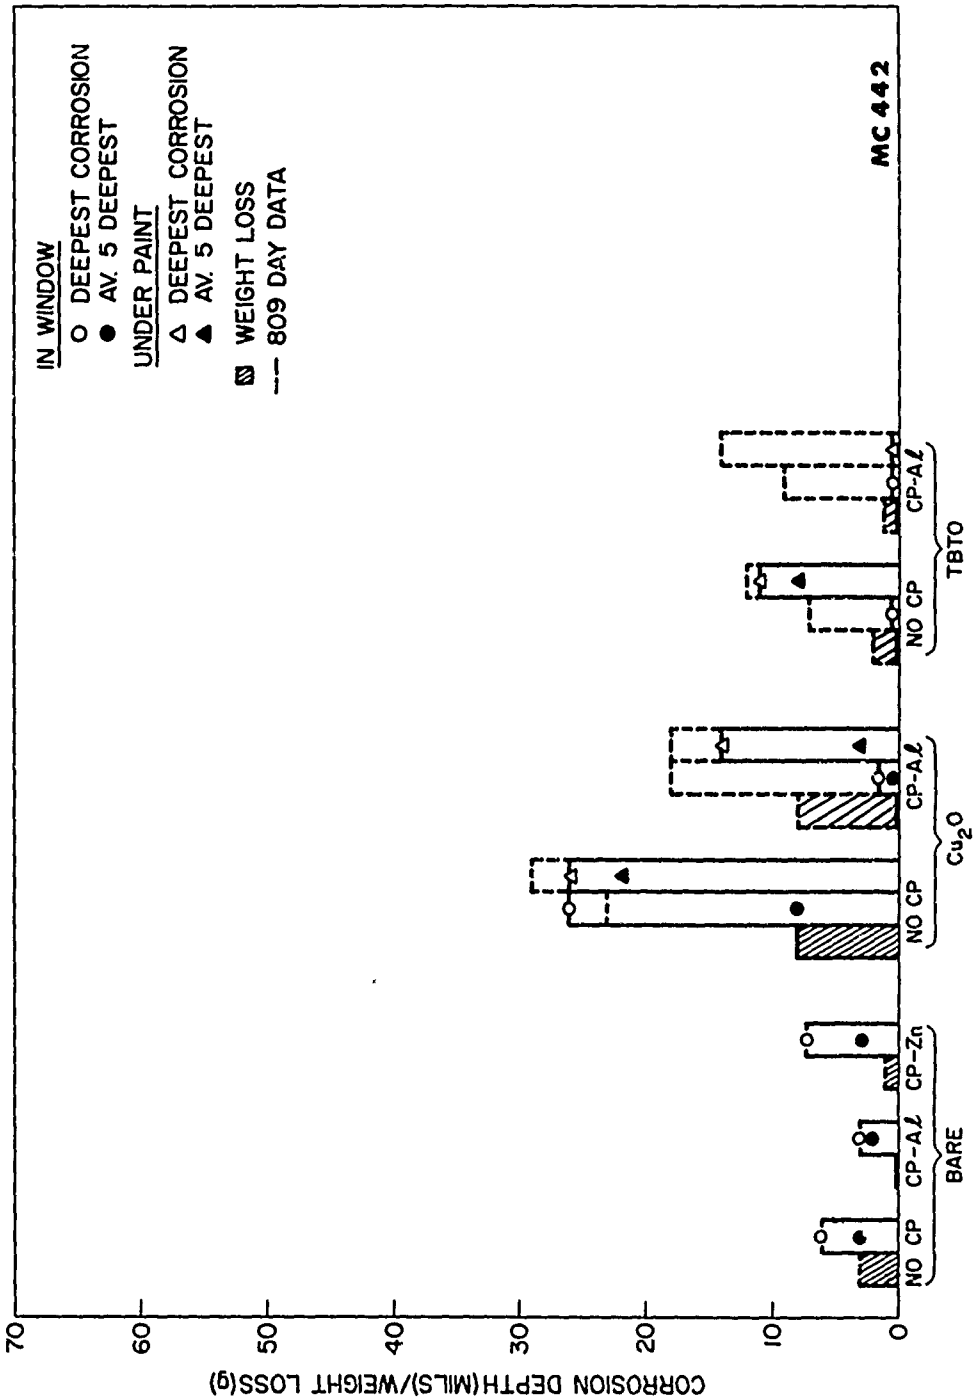 CORROSION DEPTH(MILS)/WEIGHT LOSS(g)
70
60
50
40
30
20
10
0
IN WINDOW
DEEPEST CORROSION
AV. 5 DEEPEST
UNDER PAINT
DEEPEST CORROSION
AV. 5 DEEPEST
WEIGHT LOSS
809 DAY DATA
MC 442
NO CP CP-Al CP-Zn NO CP CP-Al NO CP CP-Al
BARE Cu₂O TBTO